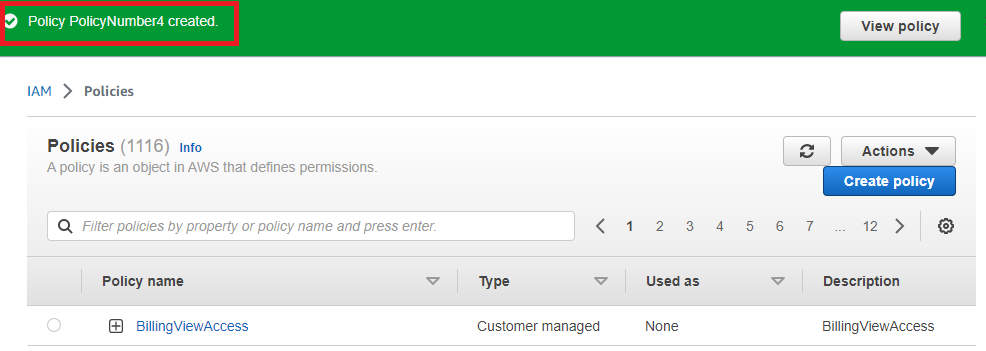 Policy PolicyNumber4 created.
View policy
IAM > Policies
Policies (1116) Info
A policy is an object in AWS that defines permissions.
Actions
Create policy
Filter policies by property or policy name and press enter.
1 2 3 4 5 6 7 ... 12
Policy name Type Used as Description
BillingViewAccess Customer managed None BillingViewAccess